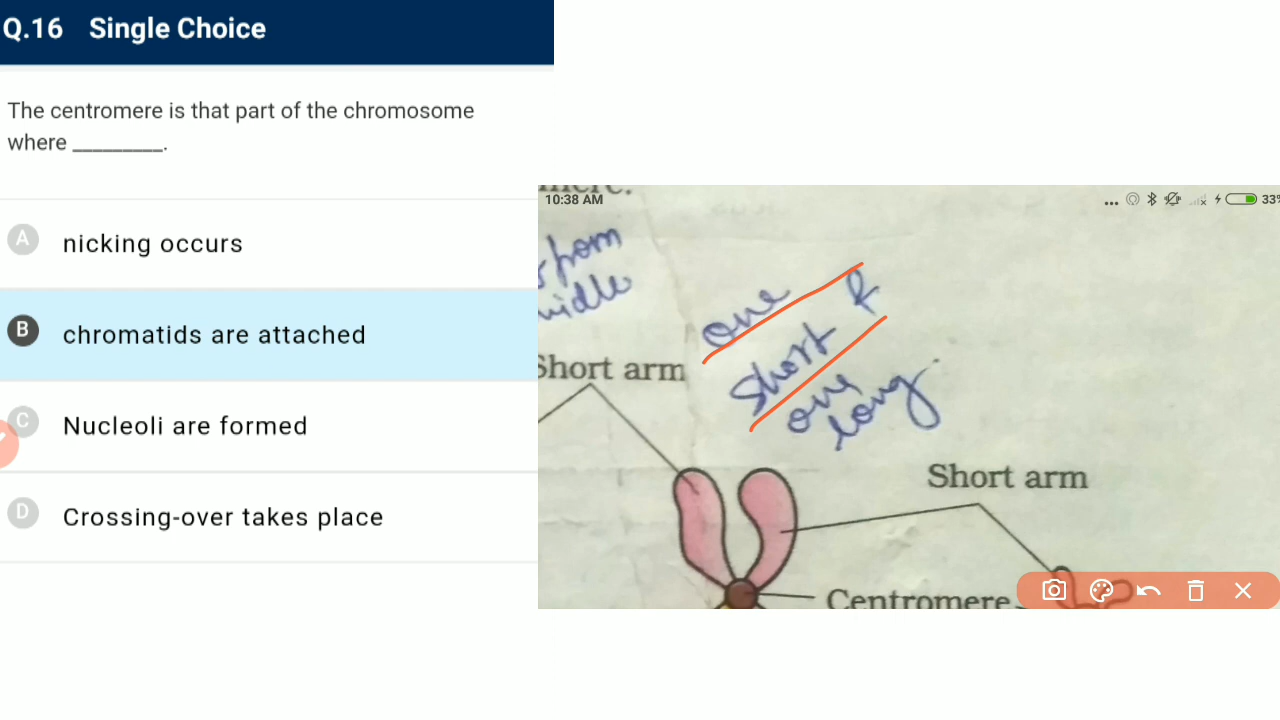 Q.16 Single Choice
The centromere is that part of the chromosome
where _________.
A nicking occurs
B chromatids are attached
C Nucleoli are formed
D Crossing-over takes place
10:38 AM
33%
from
Short arm
one
short &
one
long
Short arm
Centromere